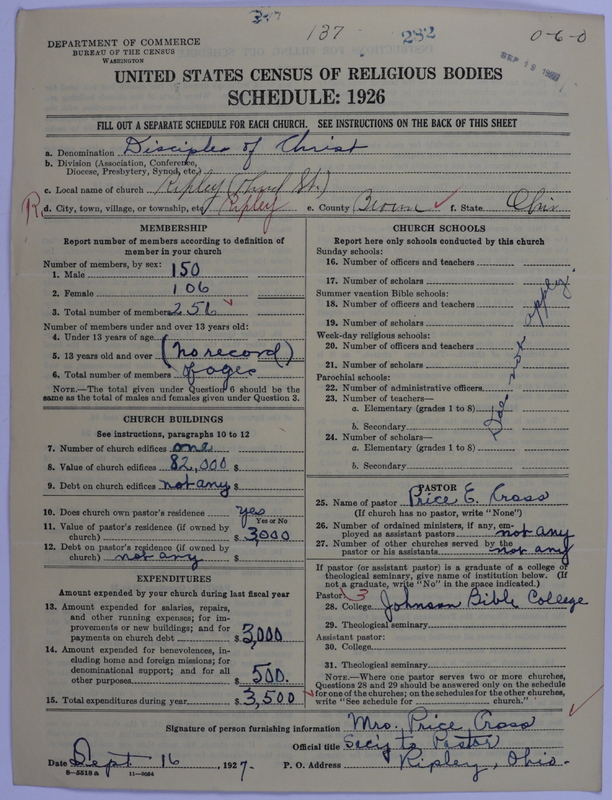 137 282 0-6-0
DEPARTMENT OF COMMERCE
BUREAU OF THE CENSUS
WASHINGTON
SEP 19 1927
UNITED STATES CENSUS OF RELIGIOUS BODIES
SCHEDULE: 1926
FILL OUT A SEPARATE SCHEDULE FOR EACH CHURCH. SEE INSTRUCTIONS ON THE BACK OF THIS SHEET
a. Denomination Disciples of Christ
b. Division (Association, Conference, Diocese, Presbytery, Synod, etc.)
c. Local name of church Ripley (Third St.)
R d. City, town, village, or township, etc. Ripley e. County Brown f. State Ohio
MEMBERSHIP
Report number of members according to definition of member in your church
Number of members, by sex:
1. Male 150
2. Female 106
3. Total number of members 256
Number of members under and over 13 years old:
4. Under 13 years of age
5. 13 years old and over (no record)
6. Total number of members of ages
NOTE.—The total given under Question 6 should be the same as the total of males and females given under Question 3.
CHURCH BUILDINGS
See instructions, paragraphs 10 to 12
7. Number of church edifices one
8. Value of church edifices 82,000 $
9. Debt on church edifices not any $
10. Does church own pastor's residence yes
Yes or No
11. Value of pastor's residence (if owned by church) $ 3,000
12. Debt on pastor's residence (if owned by church) not any $
EXPENDITURES
Amount expended by your church during last fiscal year
13. Amount expended for salaries, repairs, and other running expenses; for improvements or new buildings; and for payments on church debt $ 3,000
14. Amount expended for benevolences, including home and foreign missions; for denominational support; and for all other purposes $ 500.
15. Total expenditures during year $ 3,500
CHURCH SCHOOLS
Report here only schools conducted by this church
Sunday schools:
16. Number of officers and teachers
17. Number of scholars
Summer vacation Bible schools:
18. Number of officers and teachers
19. Number of scholars
Week-day religious schools:
20. Number of officers and teachers
21. Number of scholars
Parochial schools:
22. Number of administrative officers
23. Number of teachers—
a. Elementary (grades 1 to 8)
b. Secondary
24. Number of scholars—
a. Elementary (grades 1 to 8)
b. Secondary
Does not apply.
PASTOR
25. Name of pastor Price E. Cross
(If church has no pastor, write "None")
26. Number of ordained ministers, if any, employed as assistant pastors not any
27. Number of other churches served by the pastor or his assistants not any
If pastor (or assistant pastor) is a graduate of a college or theological seminary, give name of institution below. (If not a graduate, write "No" in the space indicated.)
Pastor: 3
28. College Johnson Bible College
29. Theological seminary
Assistant pastor:
30. College
31. Theological seminary
NOTE.—Where one pastor serves two or more churches, Questions 28 and 29 should be answered only on the schedule for one of the churches; on the schedules for the other churches, write "See schedule for church."
Signature of person furnishing information Mrs. Price Cross
Official title Sec'y to Pastor
Date Sept 16, 1927. P. O. Address Ripley, Ohio.
8—5518a 11—9064